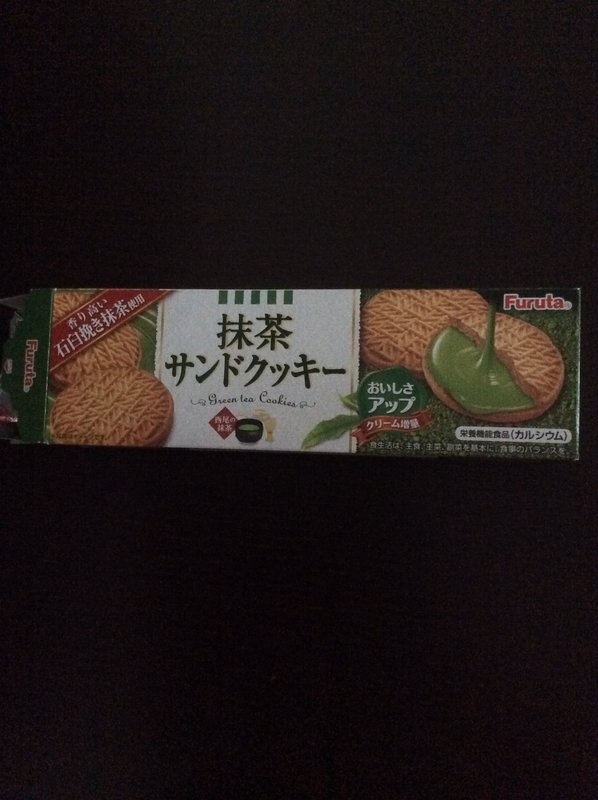 Furuta
香り高い
石臼挽き抹茶使用
抹茶
サンドクッキー
Green tea Cookies
西尾の
抹茶
Furuta
おいしさ
アップ
クリーム増量
栄養機能食品(カルシウム)
食生活は、主食、主菜、副菜を基本に、食事のバランスを。